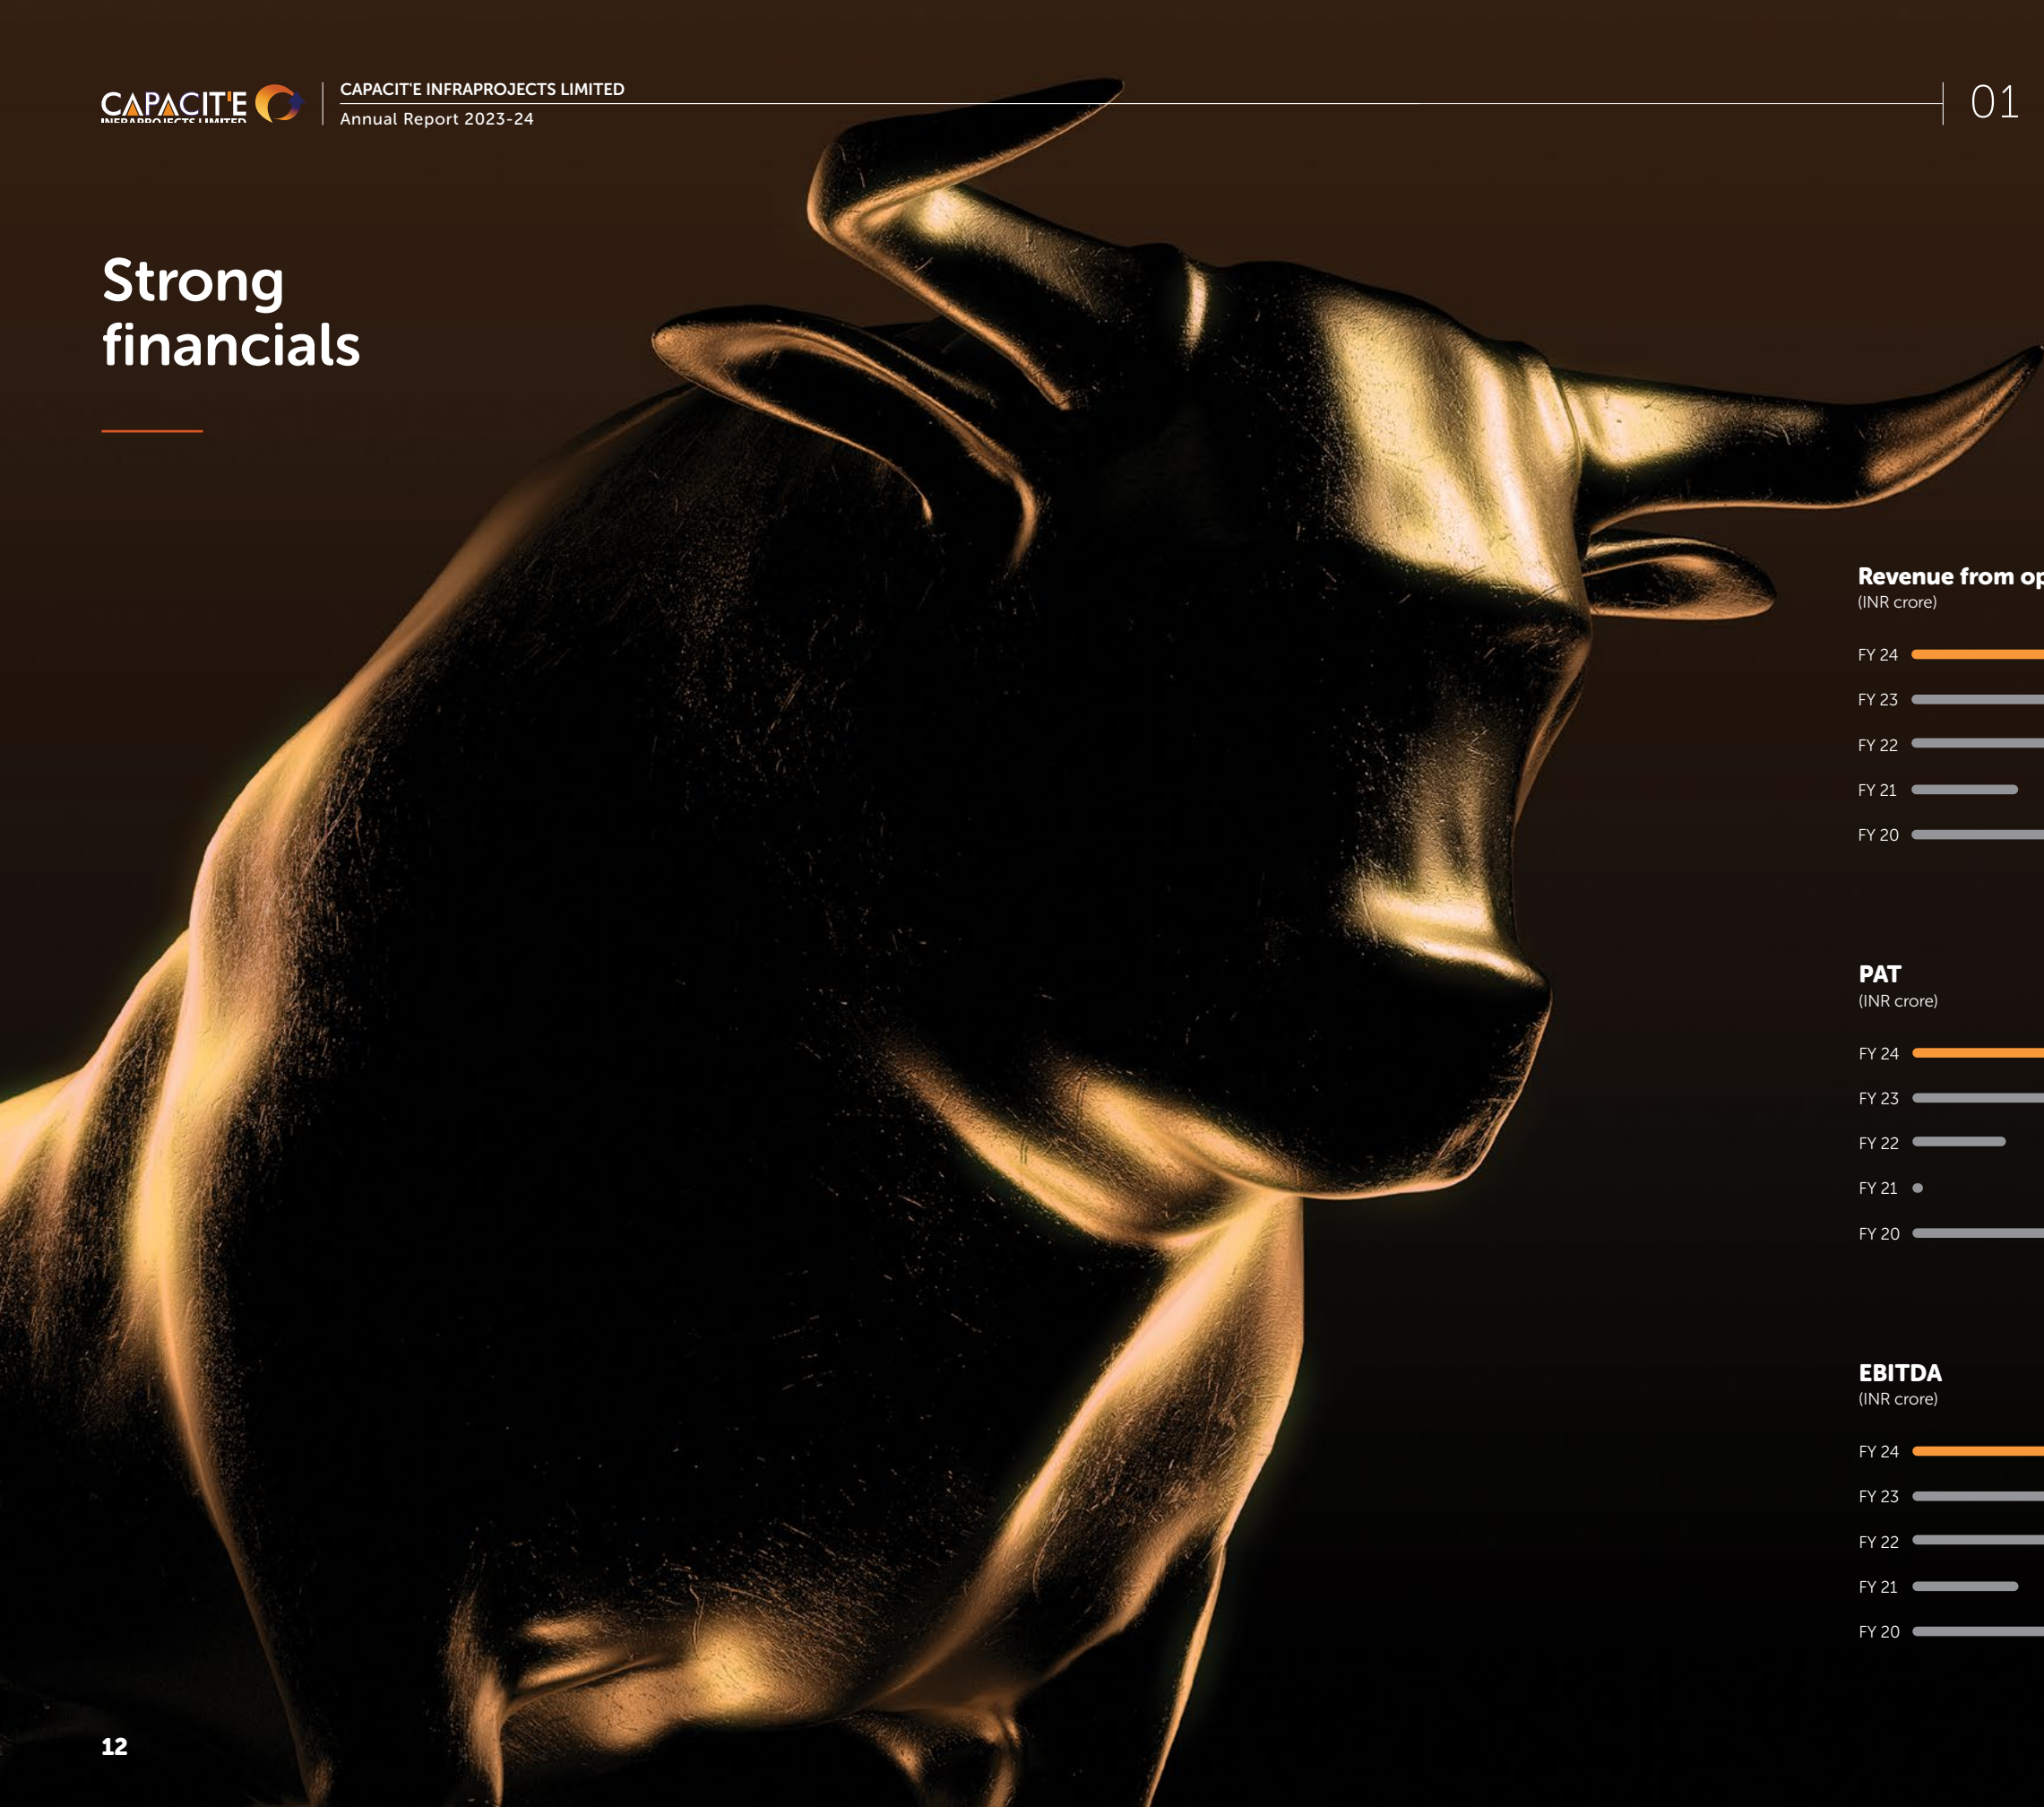 CAPACIT'E
INFRAPROJECTS LIMITED
CAPACIT'E INFRAPROJECTS LIMITED
Annual Report 2023-24
01
Strong
financials
Revenue from op
(INR crore)
FY 24
FY 23
FY 22
FY 21
FY 20
PAT
(INR crore)
FY 24
FY 23
FY 22
FY 21
FY 20
EBITDA
(INR crore)
FY 24
FY 23
FY 22
FY 21
FY 20
12